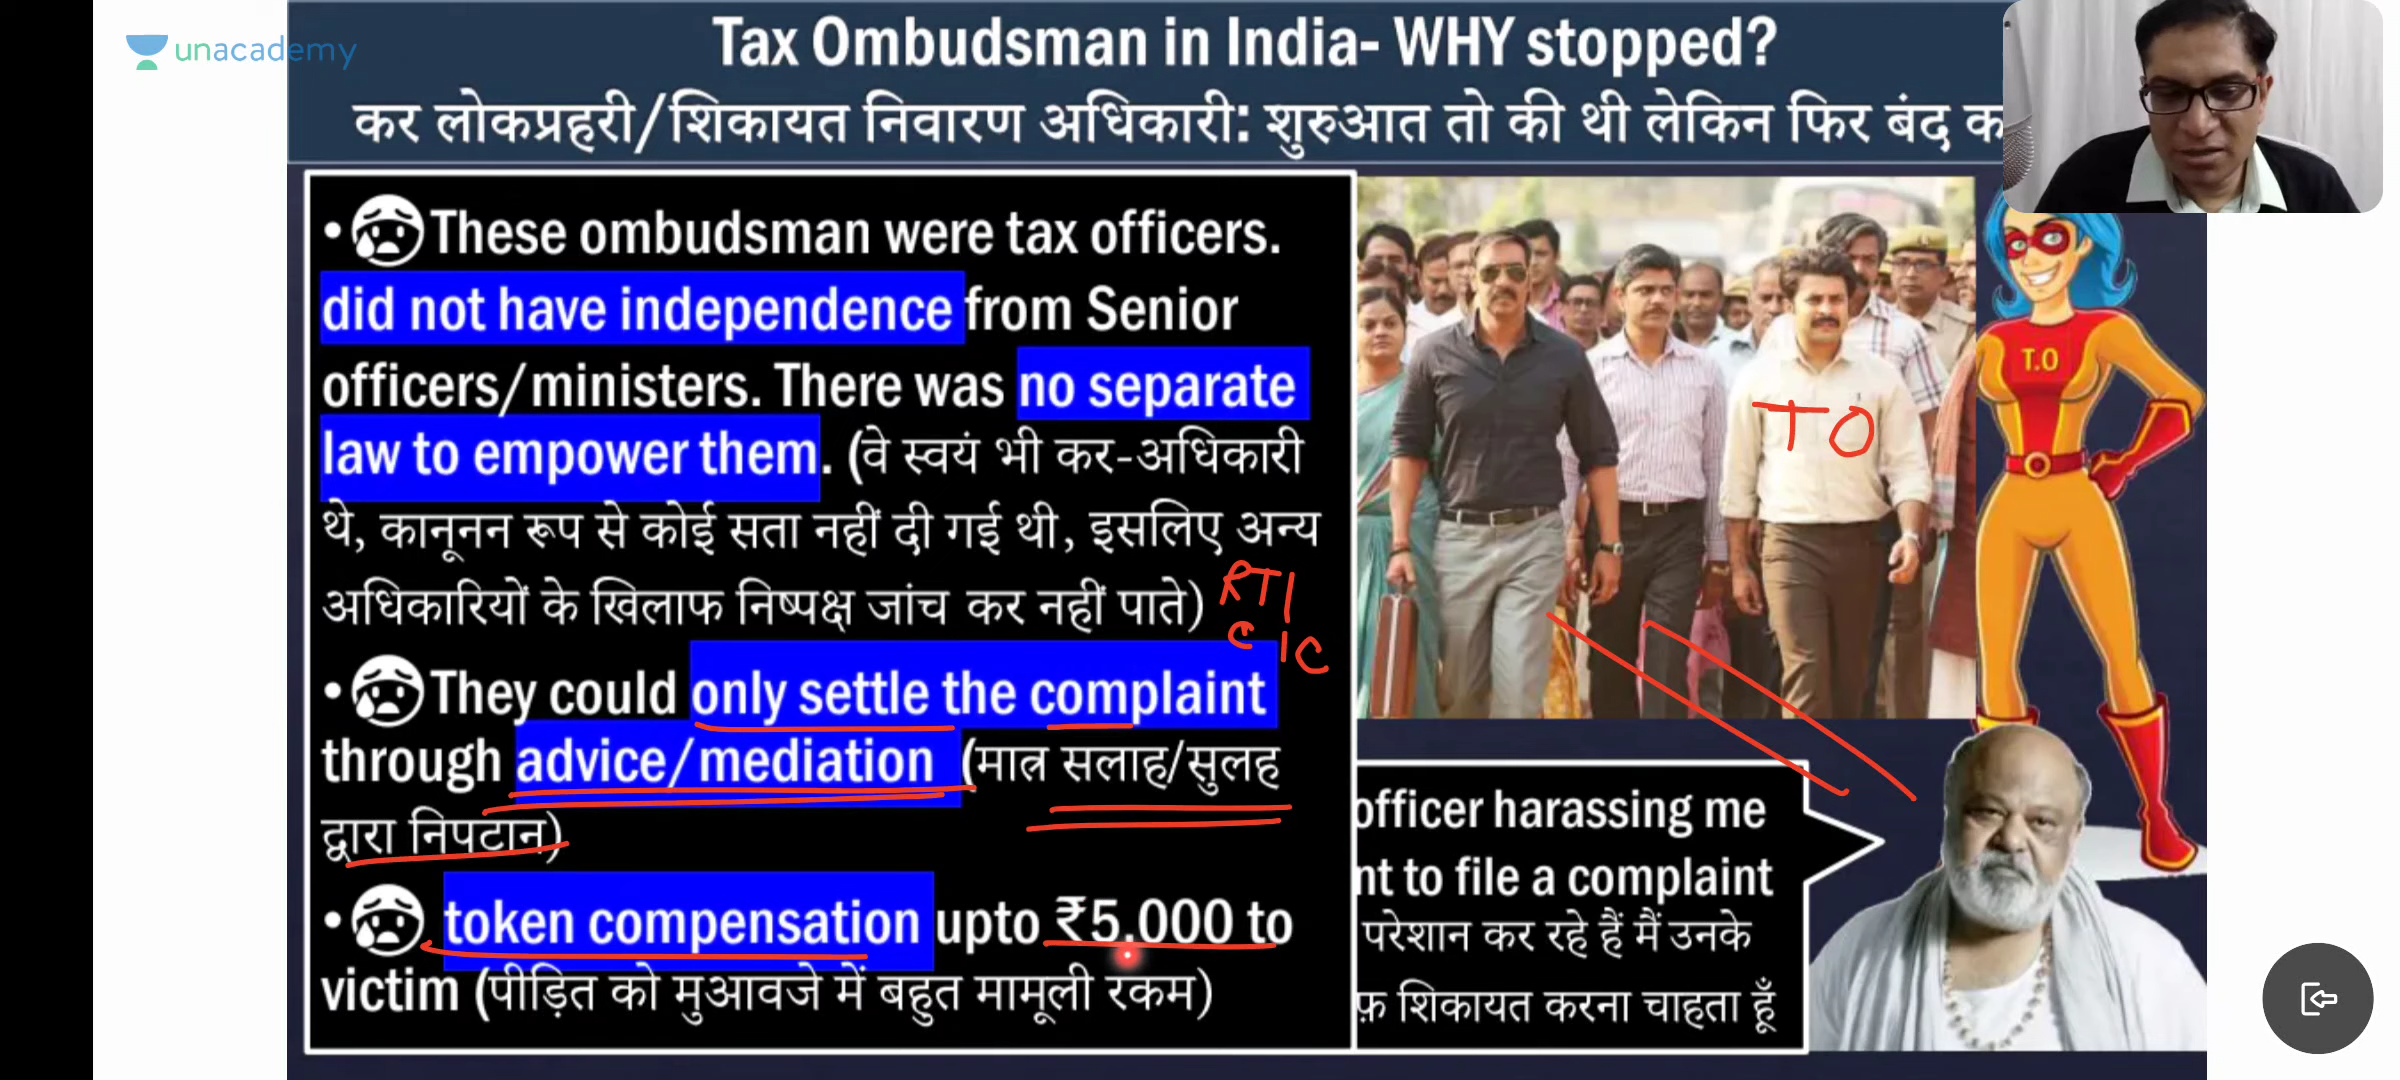 unacademy
Tax Ombudsman in India- WHY stopped?
कर लोकप्रहरी/शिकायत निवारण अधिकारी: शुरुआत तो की थी लेकिन फिर बंद क
•These ombudsman were tax officers.
did not have independence from Senior
officers/ministers. There was no separate
law to empower them. (वे स्वयं भी कर-अधिकारी
थे, कानूनन रूप से कोई सता नहीं दी गई थी, इसलिए अन्य
अधिकारियों के खिलाफ निष्पक्ष जांच कर नहीं पाते)
RTI
CIC
•They could only settle the complaint
through advice/mediation (मात्र सलाह/सुलह
द्वारा निपटान)
• token compensation upto ₹5,000 to
victim (पीड़ित को मुआवजे में बहुत मामूली रकम)
TO
T.O
officer harassing me
nt to file a complaint
परेशान कर रहे हैं मैं उनके
फ़ शिकायत करना चाहता हूँ